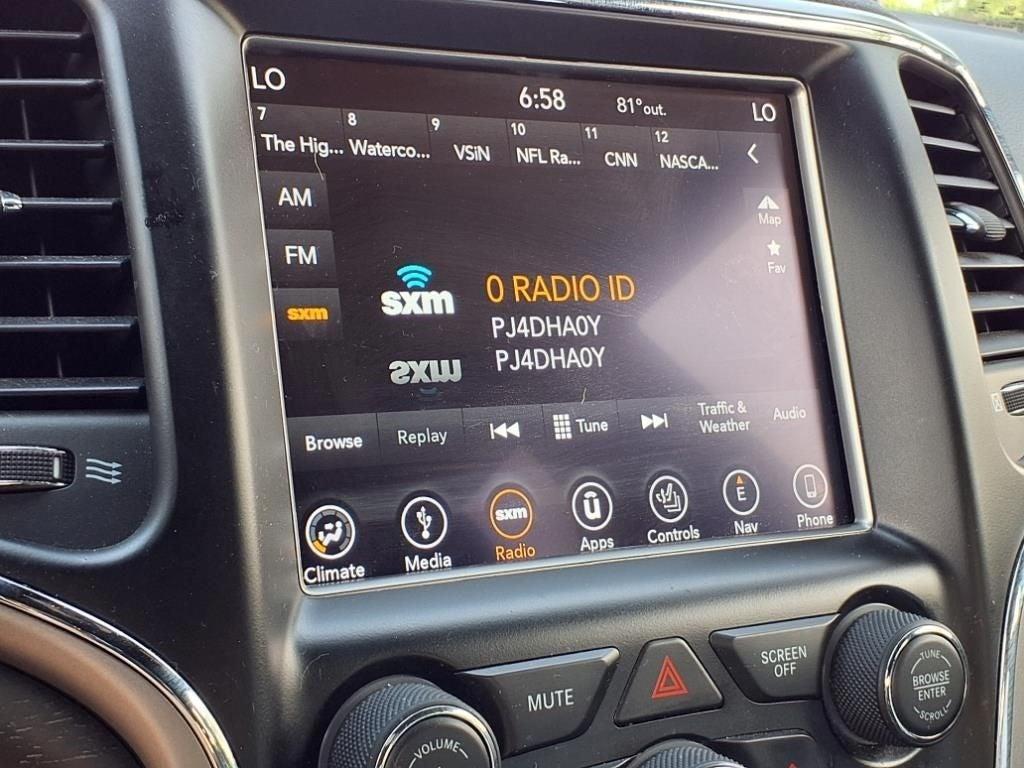 LO 6:58 81° out. LO
7 8 9 10 11 12
The Hig... Waterco... VSiN NFL Ra... CNN NASCA...
AM
Map
FM
Fav
sxm
sxm
0 RADIO ID
PJ4DHA0Y
PJ4DHA0Y
Browse Replay Tune Traffic & Audio
Weather
sxm E
Climate Media Radio Apps Controls Nav Phone
MUTE
SCREEN
OFF
TUNE
BROWSE
ENTER
SCROLL
VOLUME